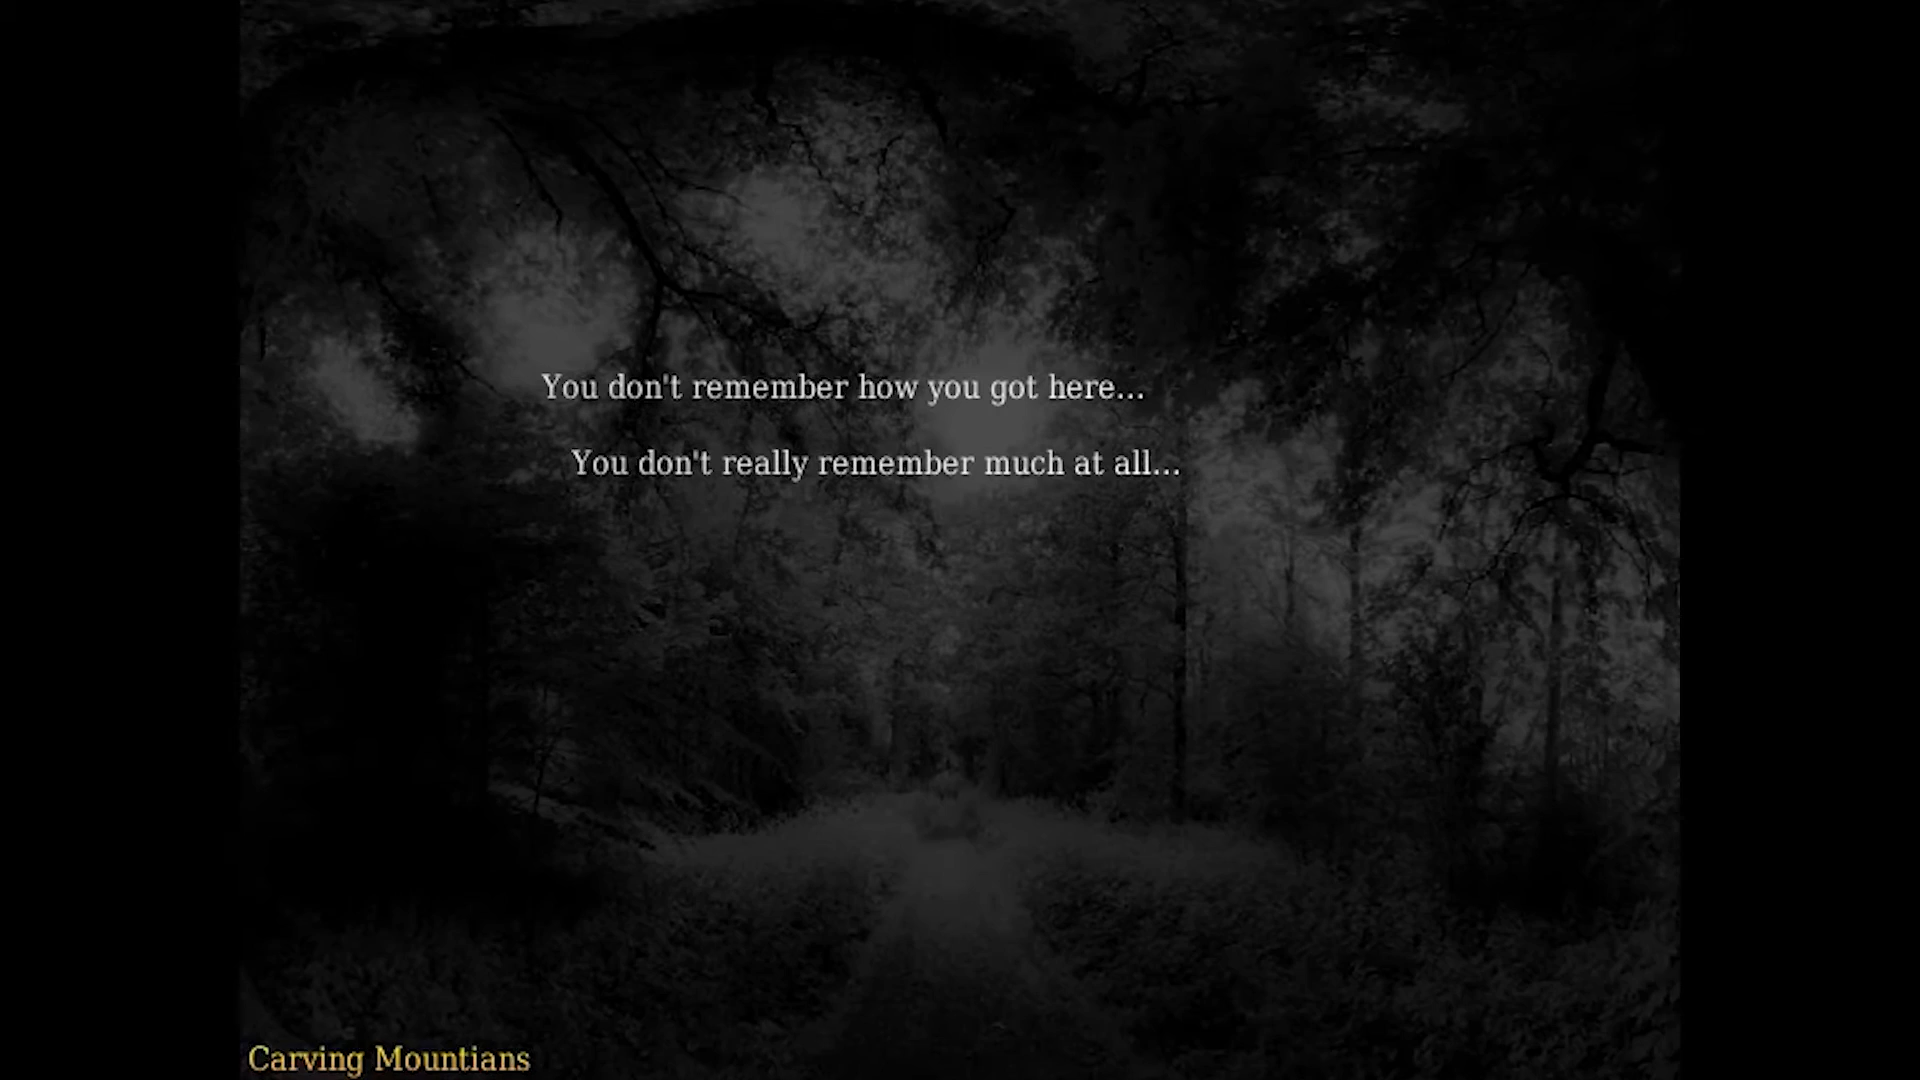 You don't remember how you got here...
You don't really remember much at all...
Carving Mountians